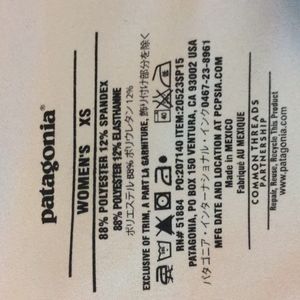 patagonia®
WOMEN'S XS
88% POLYESTER 12% SPANDEX
88% POLYESTER 12% ELASTHANNE
ポリエステル 88% ポリウレタン 12%
EXCLUSIVE OF TRIM, A PART LA GARNITURE, 飾り付け部分を除く
40
RN# 51884 PO:207140 ITEM:20523SP15
PATAGONIA, PO BOX 150 VENTURA, CA 93002 USA
パタゴニア・インターナショナル・インク 0467-23-8961
MFG DATE AND LOCATION AT PCPSIA.COM
Made in MEXICO
Fabriqué AU MEXIQUE
COMMON THREADS
PARTNERSHIP
Repair, Reuse, Recycle This Product